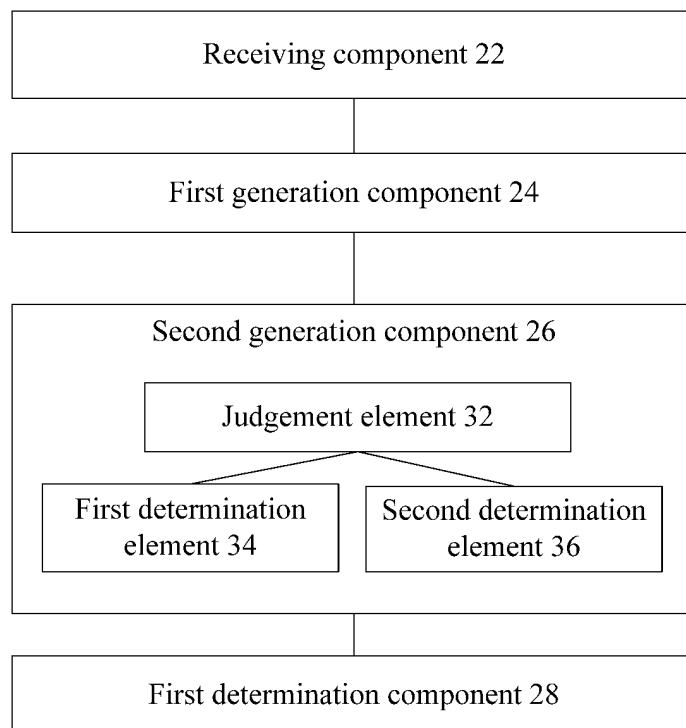 Receiving component 22
First generation component 24
Second generation component 26
Judgement element 32
First determination
element 34
Second determination
element 36
First determination component 28